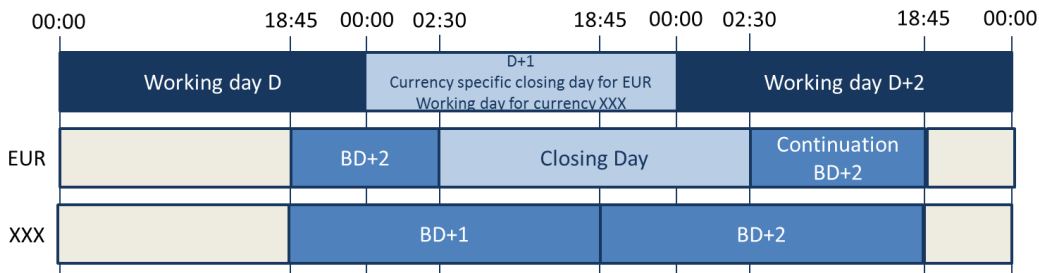 00:00 18:45 00:00 02:30 18:45 00:00 02:30 18:45 00:00
Working day D
D+1
Currency specific closing day for EUR
Working day for currency XXX
Working day D+2
EUR
BD+2
Closing Day
Continuation
BD+2
XXX
BD+1
BD+2